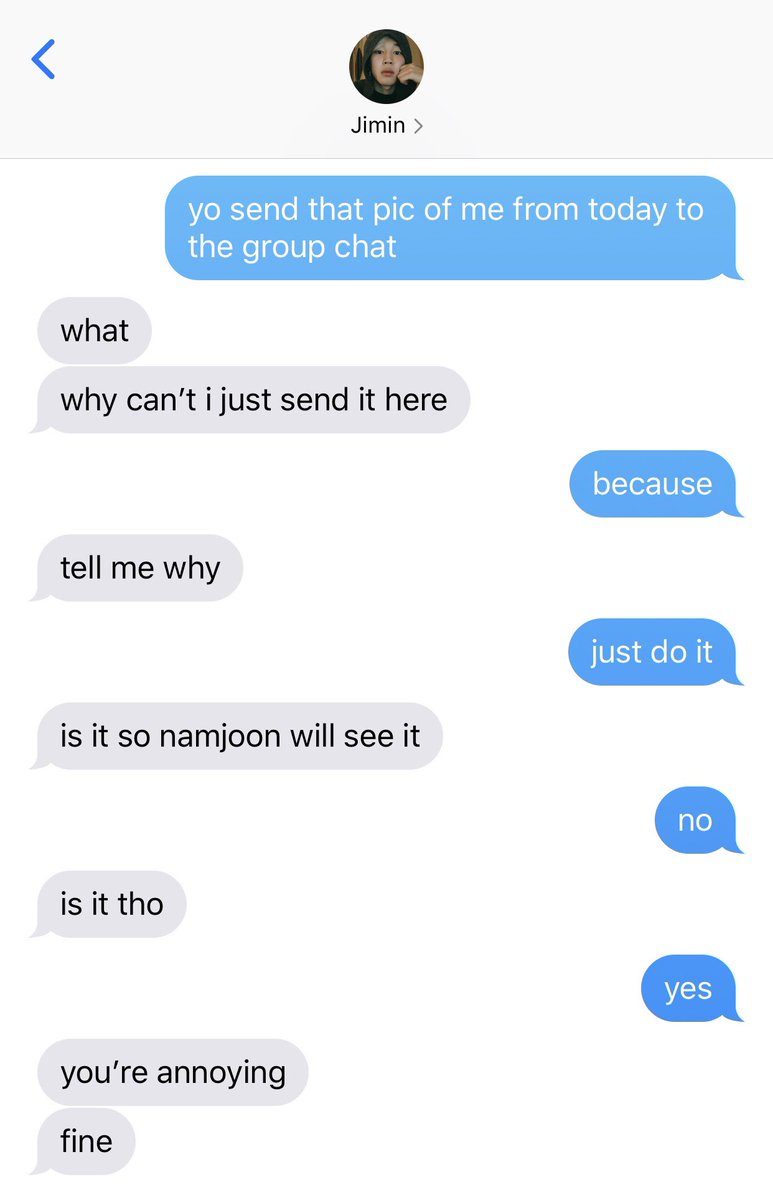 Jimin
yo send that pic of me from today to
the group chat
what
why can’t i just send it here
because
tell me why
just do it
is it so namjoon will see it
no
is it tho
yes
you’re annoying
fine